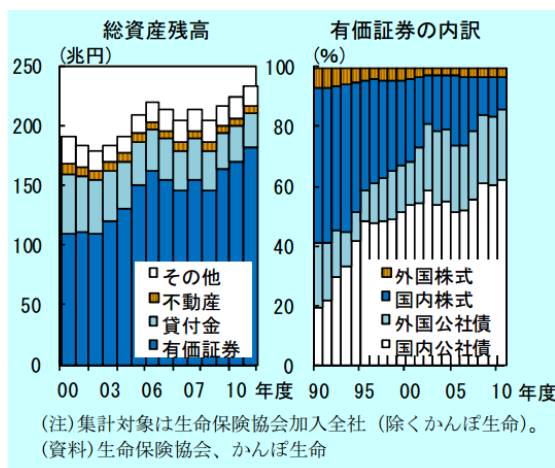 総資産残高
(兆円)
250
200
150
100
50
0
その他
不動産
貸付金
有価証券
00 03 06 07 10 年度
有価証券の内訳
(%)
100
80
60
40
20
0
外国株式
国内株式
外国公社債
国内公社債
90 95 00 05 10 年度
(注)集計対象は生命保険協会加入全社（除くかんぽ生命）。
(資料)生命保険協会、かんぽ生命